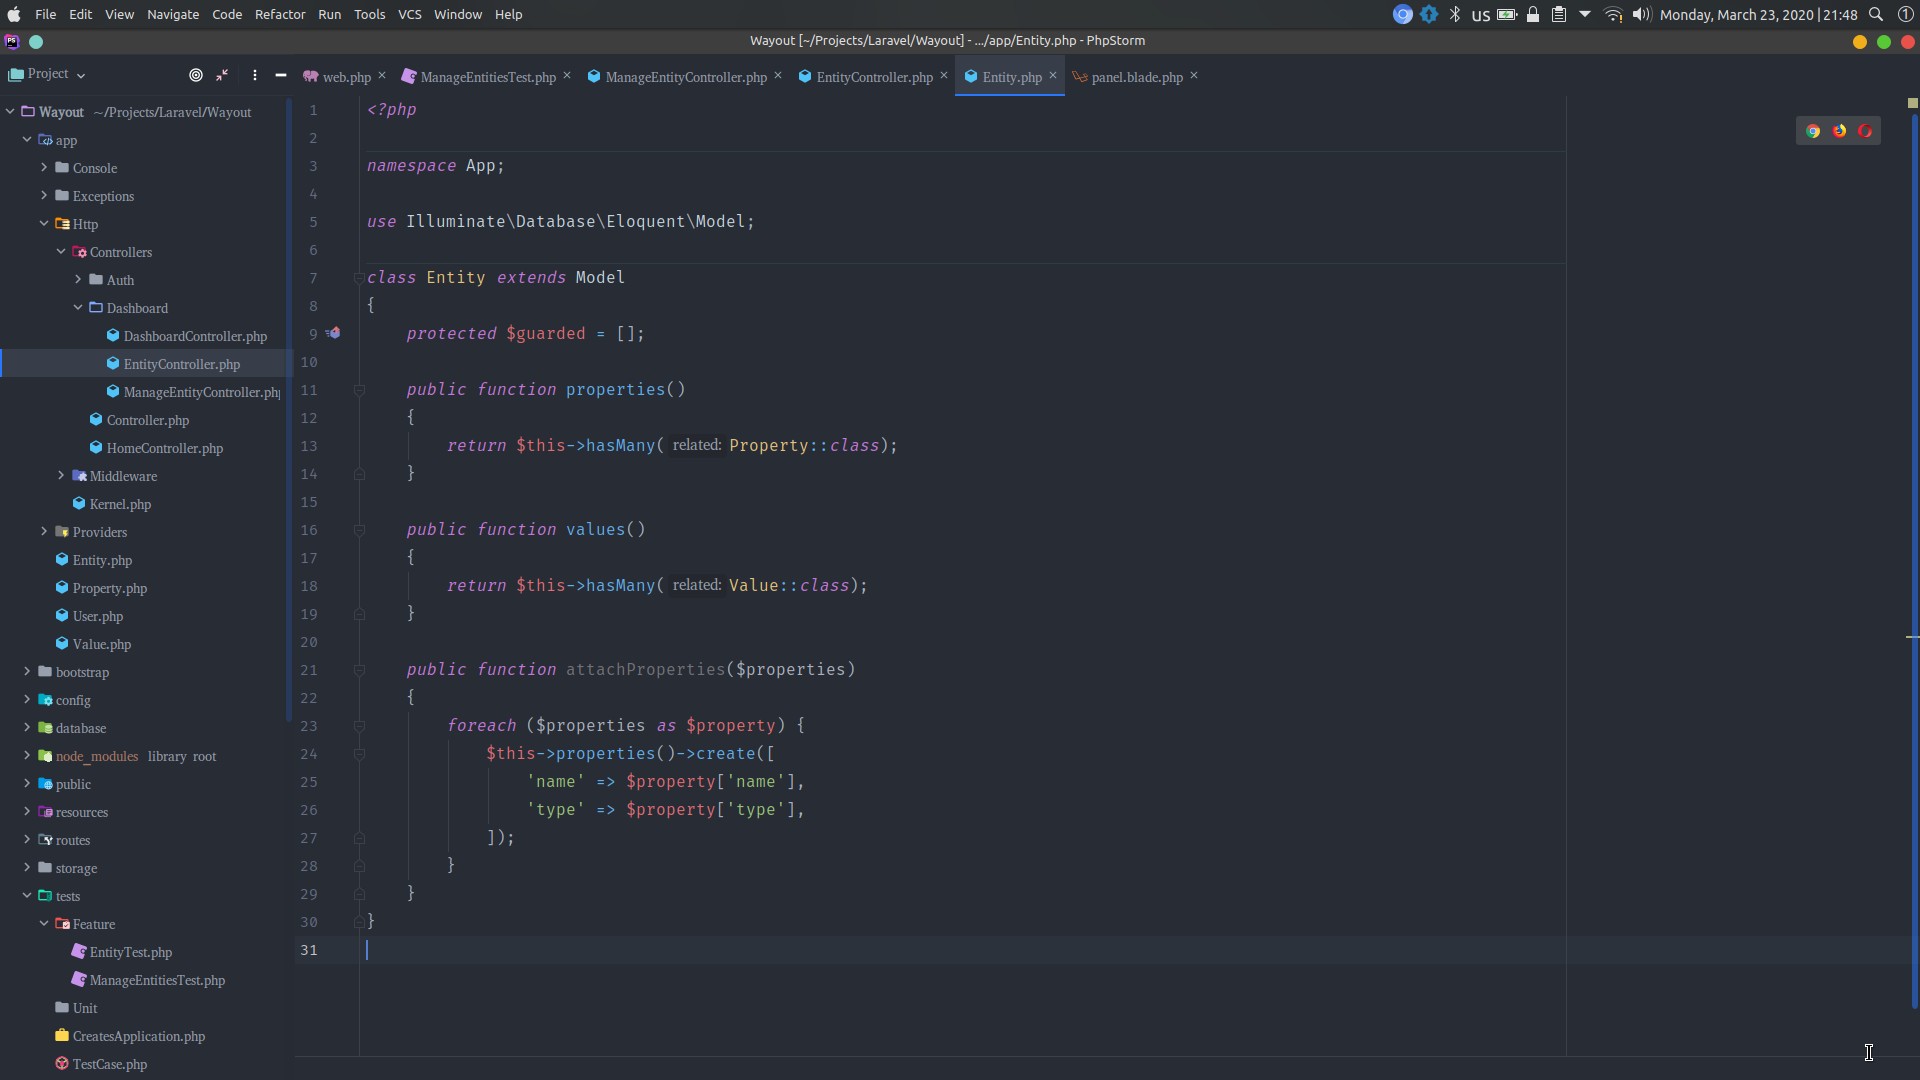 File Edit View Navigate Code Refactor Run Tools VCS Window Help
us Monday, March 23, 2020 | 21:48
Wayout [~/Projects/Laravel/Wayout] - .../app/Entity.php - PhpStorm
Project
web.php ManageEntitiesTest.php ManageEntityController.php EntityController.php Entity.php panel.blade.php
Wayout ~/Projects/Laravel/Wayout
app
Console
Exceptions
Http
Controllers
Auth
Dashboard
DashboardController.php
EntityController.php
ManageEntityController.php
Controller.php
HomeController.php
Middleware
Kernel.php
Providers
Entity.php
Property.php
User.php
Value.php
bootstrap
config
database
node_modules library root
public
resources
routes
storage
tests
Feature
EntityTest.php
ManageEntitiesTest.php
Unit
CreatesApplication.php
TestCase.php
1 <?php
2
3 namespace App;
4
5 use Illuminate\Database\Eloquent\Model;
6
7 class Entity extends Model
8 {
9 protected $guarded = [];
10
11 public function properties()
12 {
13 return $this->hasMany( related: Property::class);
14 }
15
16 public function values()
17 {
18 return $this->hasMany( related: Value::class);
19 }
20
21 public function attachProperties($properties)
22 {
23 foreach ($properties as $property) {
24 $this->properties()->create([
25 'name' => $property['name'],
26 'type' => $property['type'],
27 ]);
28 }
29 }
30 }
31